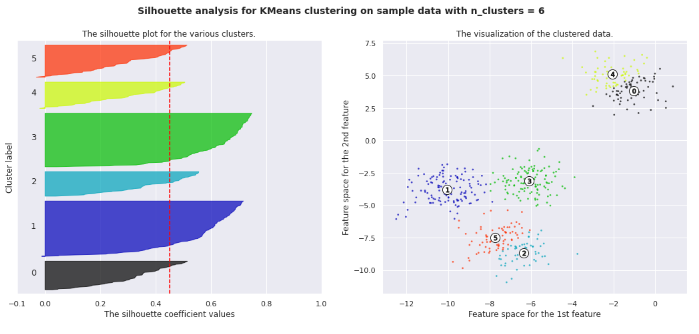 Silhouette analysis for KMeans clustering on sample data with n_clusters = 6
The silhouette plot for the various clusters.
Cluster label
5
4
3
2
1
0
-0.1 0.0 0.2 0.4 0.6 0.8 1.0
The silhouette coefficient values
The visualization of the clustered data.
Feature space for the 2nd feature
7.5
5.0
2.5
0.0
−2.5
−5.0
−7.5
−10.0
4
0
1
3
5
2
−12 −10 −8 −6 −4 −2 0
Feature space for the 1st feature